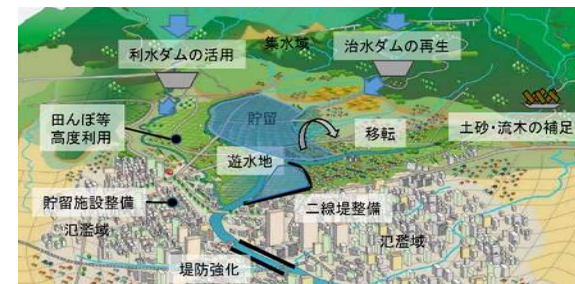 利水ダムの活用
集水域
治水ダムの再生
田んぼ等
高度利用
貯留
移転
土砂・流木の補足
遊水地
貯留施設整備
二線堤整備
氾濫域
氾濫域
堤防強化